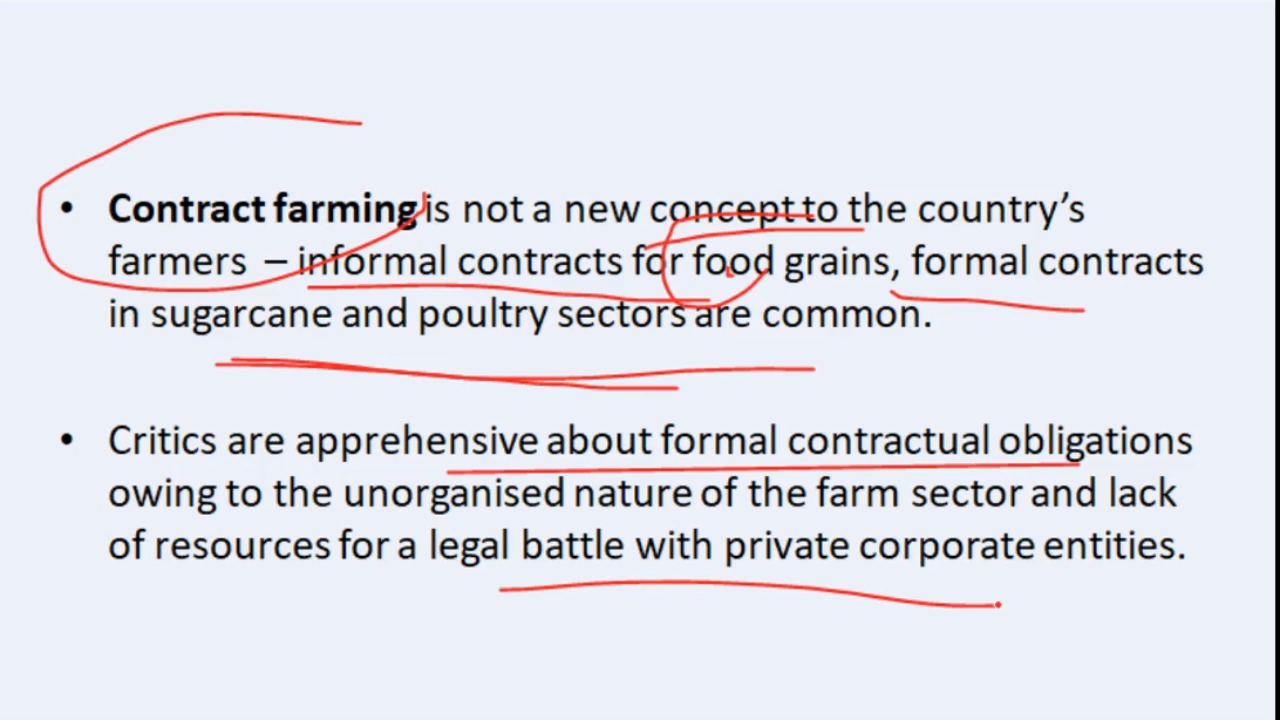 • Contract farming is not a new concept to the country’s
farmers – informal contracts for food grains, formal contracts
in sugarcane and poultry sectors are common.
• Critics are apprehensive about formal contractual obligations
owing to the unorganised nature of the farm sector and lack
of resources for a legal battle with private corporate entities.